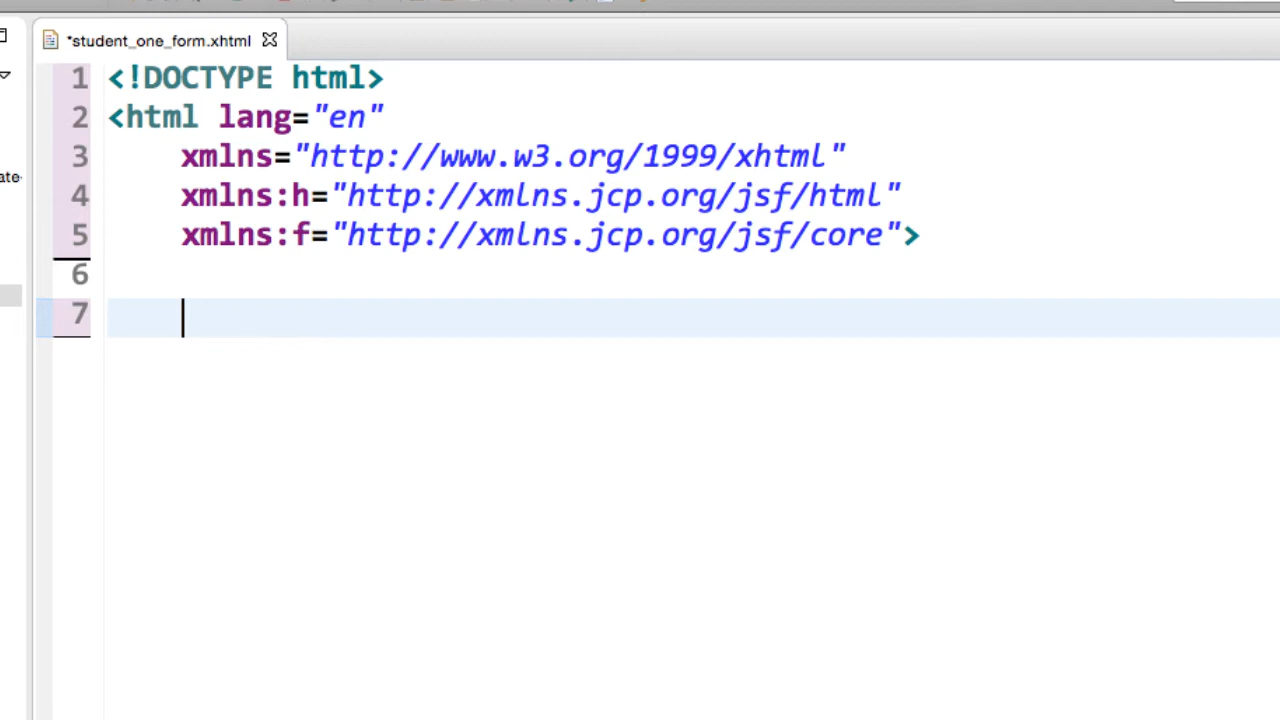 *student_one_form.xhtml
1 <!DOCTYPE html>
2 <html lang="en"
3 xmlns="http://www.w3.org/1999/xhtml"
4 xmlns:h="http://xmlns.jcp.org/jsf/html"
5 xmlns:f="http://xmlns.jcp.org/jsf/core">
6
7
ate